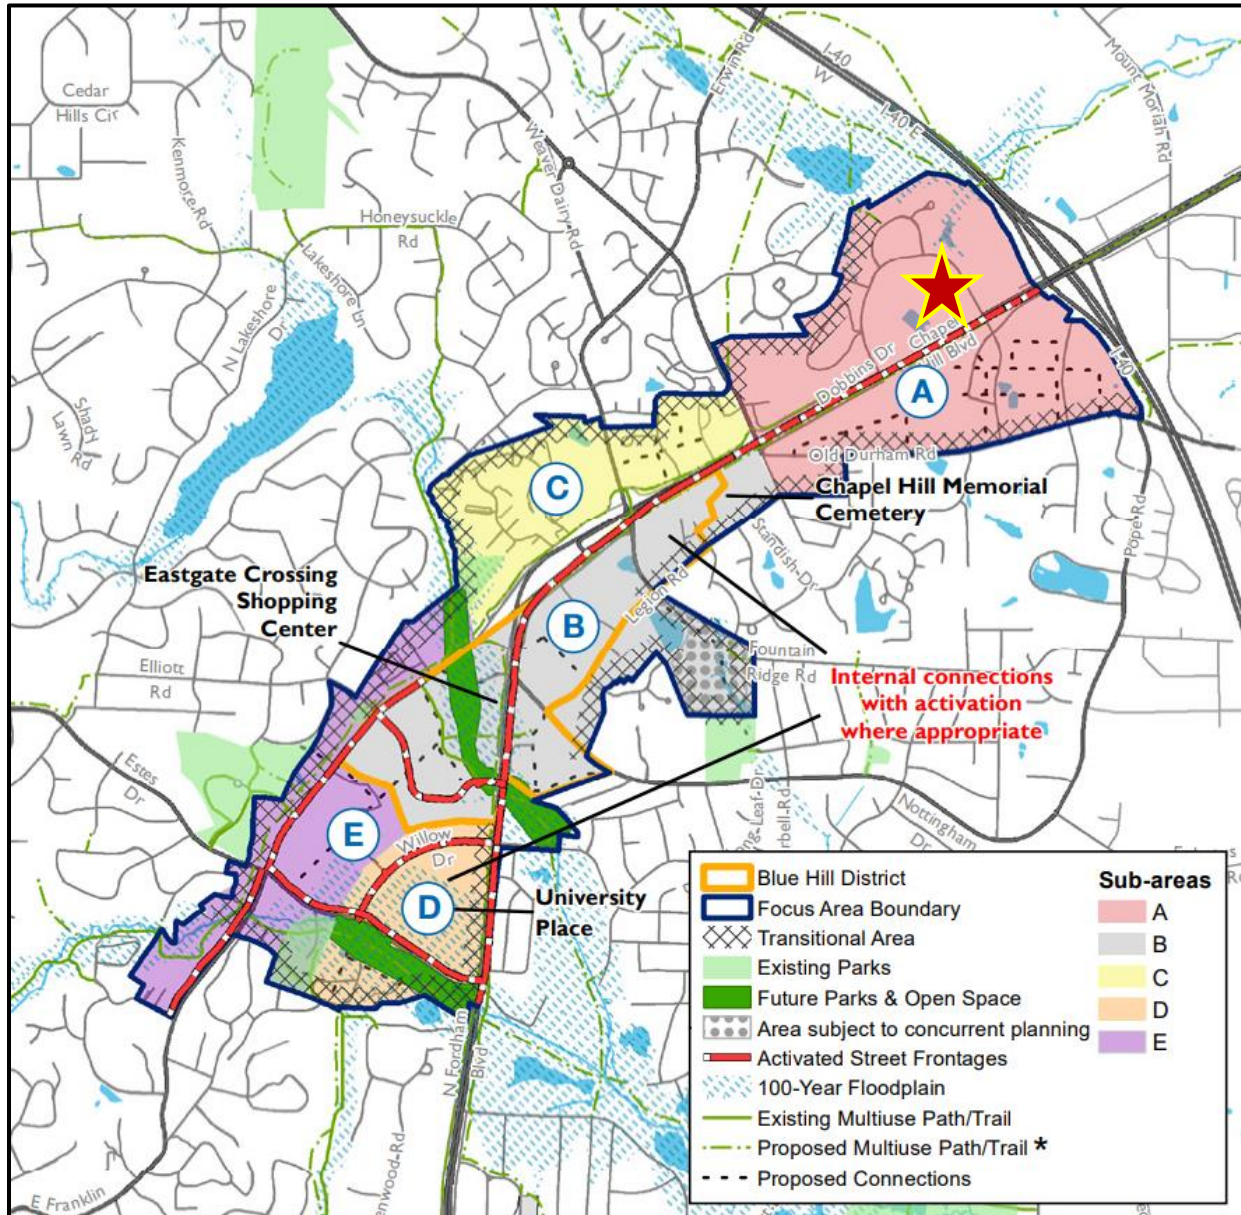 Cedar
Hills Cir
Kenmore Rd
Honeysuckle
Rd
Lakeshore Ln
N Lakeshore
Dr
Shady
Lawn Rd
Weaver Dairy Rd
Erwin Rd
I-40
W
I-40 E
Mount Moriah Rd
I-40
Dobbins Dr
Chapel
Hill Blvd
A
Old Durham Rd
C
Chapel Hill Memorial
Cemetery
Standish Dr
Pope Rd
Eastgate Crossing
Shopping
Center
B
Legion Rd
Fountain
Ridge Rd
Elliott
Rd
Internal connections
with activation
where appropriate
Estes
Dr
E
Willow
Dr
D
University
Place
Nottingham
Dr
N Fordham
Blvd
E Franklin
Blue Hill District
Focus Area Boundary
Transitional Area
Existing Parks
Future Parks & Open Space
Area subject to concurrent planning
Activated Street Frontages
100-Year Floodplain
Existing Multiuse Path/Trail
Proposed Multiuse Path/Trail *
Proposed Connections
Sub-areas
A
B
C
D
E